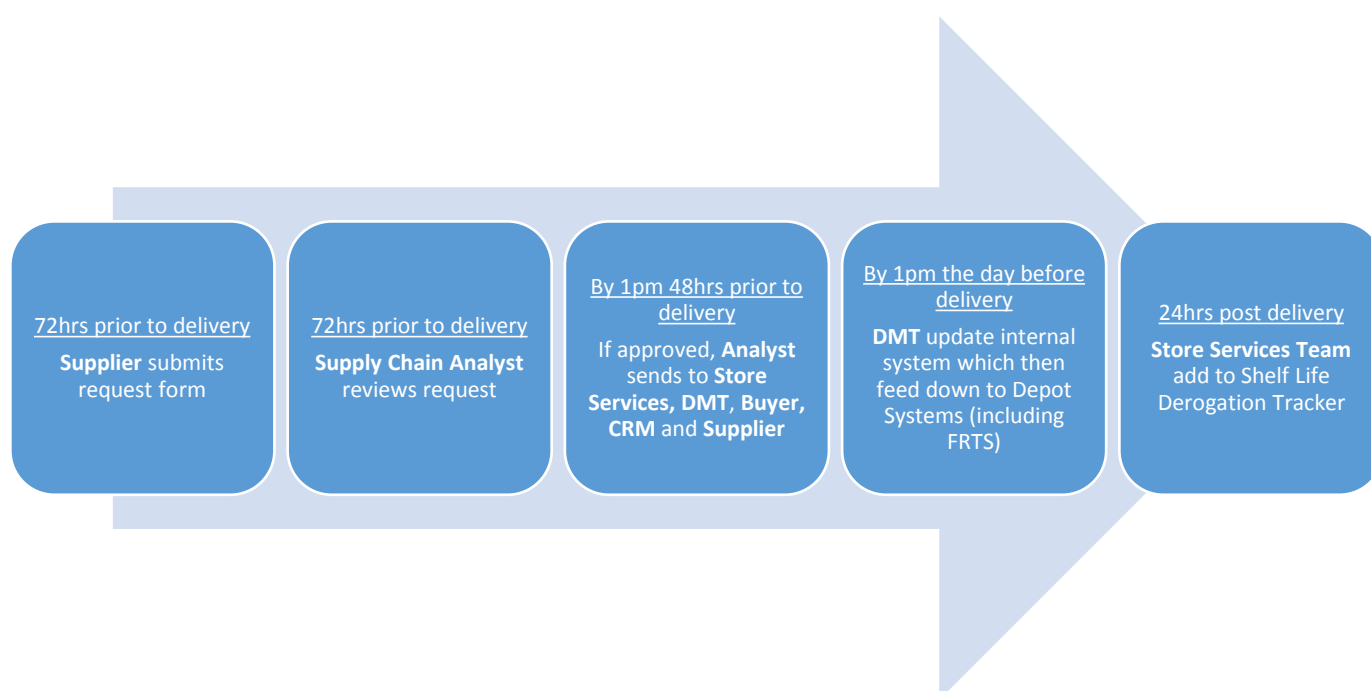 72hrs prior to delivery
Supplier submits
request form
72hrs prior to delivery
Supply Chain Analyst
reviews request
By 1pm 48hrs prior to
delivery
If approved, Analyst
sends to Store
Services, DMT, Buyer,
CRM and Supplier
By 1pm the day before
delivery
DMT update internal
system which then
feed down to Depot
Systems (including
FRTS)
24hrs post delivery
Store Services Team
add to Shelf Life
Derogation Tracker